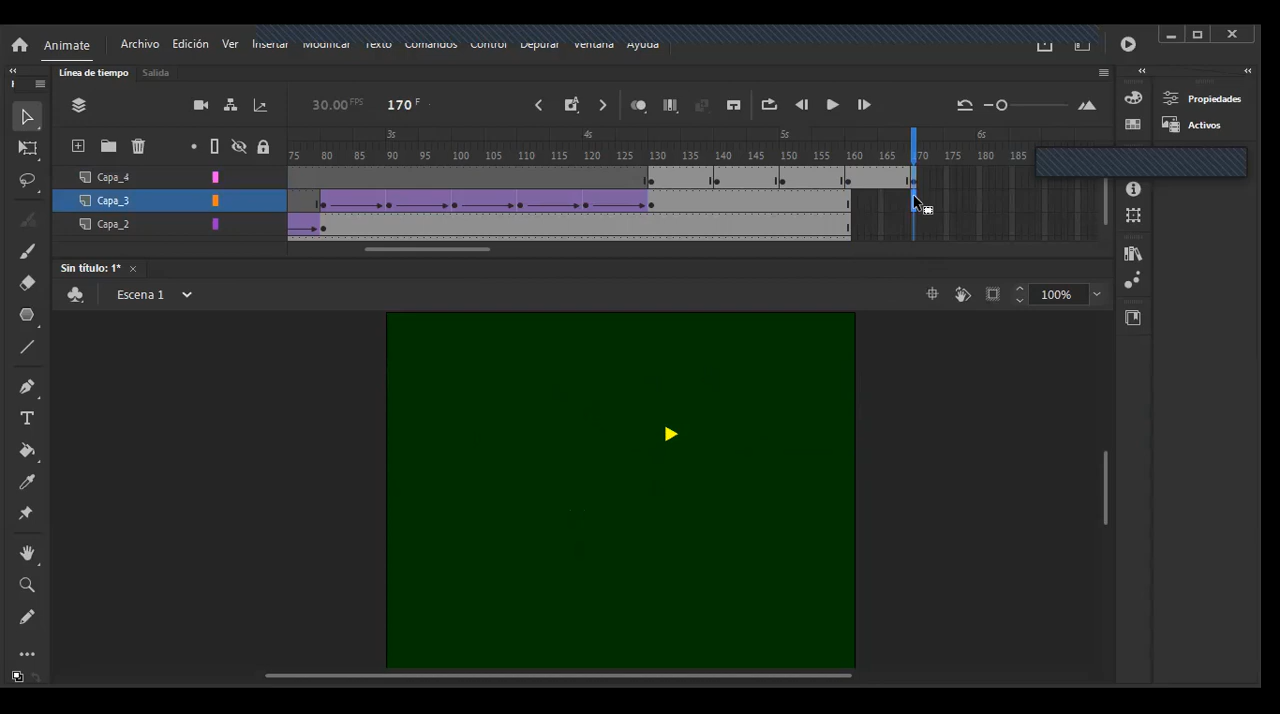 Animate Archivo Edición Ver Insertar Modificar Texto Comandos Control Depurar Ventana Ayuda
Línea de tiempo Salida
30.00 FPS 170 F
Propiedades
Activos
3s 4s 5s 6s
75 80 85 90 95 100 105 110 115 120 125 130 135 140 145 150 155 160 165 70 175 185
Capa_4
Capa_3
Capa_2
Sin título: 1* ×
Escena 1 100%